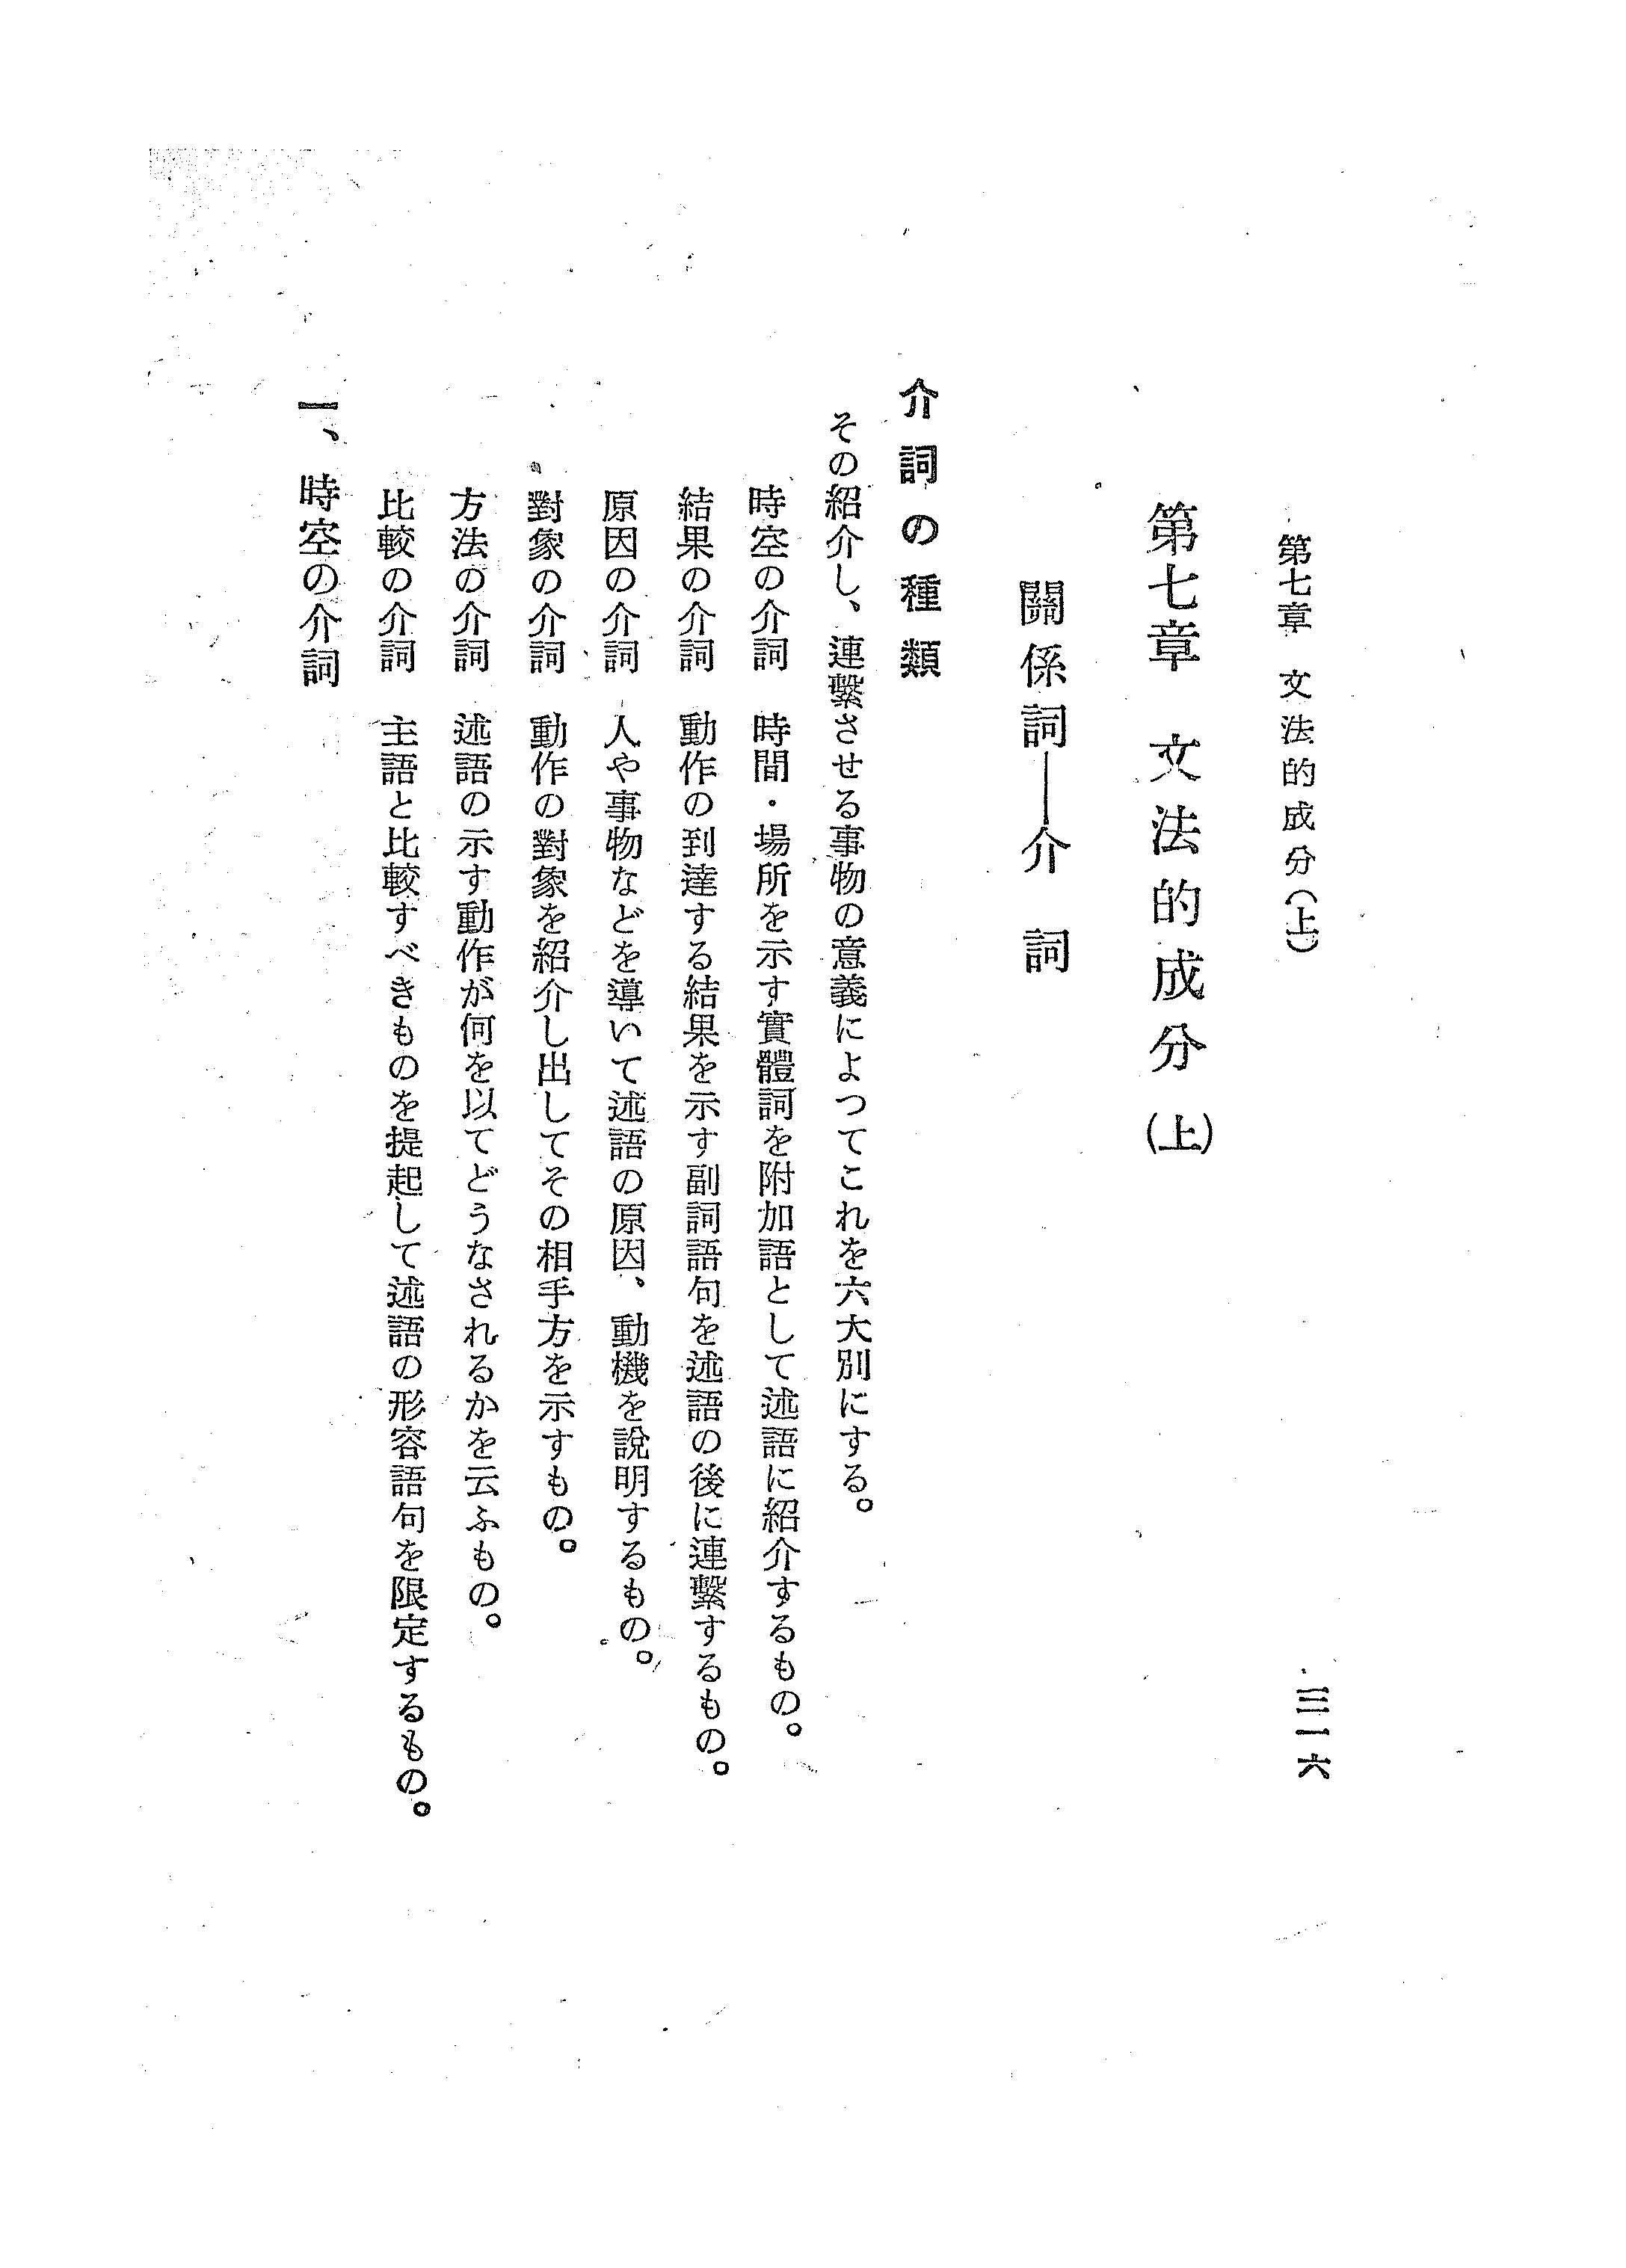 第七章　文法的成分（上）
三一六
第七章　文法的成分（上）
關係詞——介　詞
介詞の種類
その紹介し、連繫させる事物の意義によつてこれを六大別にする。
時空の介詞　時間・場所を示す實體詞を附加語として述語に紹介するもの。
結果の介詞　動作の到達する結果を示す副詞語句を述語の後に連繫するもの。
原因の介詞　人や事物などを導いて述語の原因、動機を説明するもの。
對象の介詞　動作の對象を紹介し出してその相手方を示すもの。
方法の介詞　述語の示す動作が何を以てどうなされるかを云ふもの。
比較の介詞　主語と比較すべきものを提起して述語の形容語句を限定するもの。
一、時空の介詞